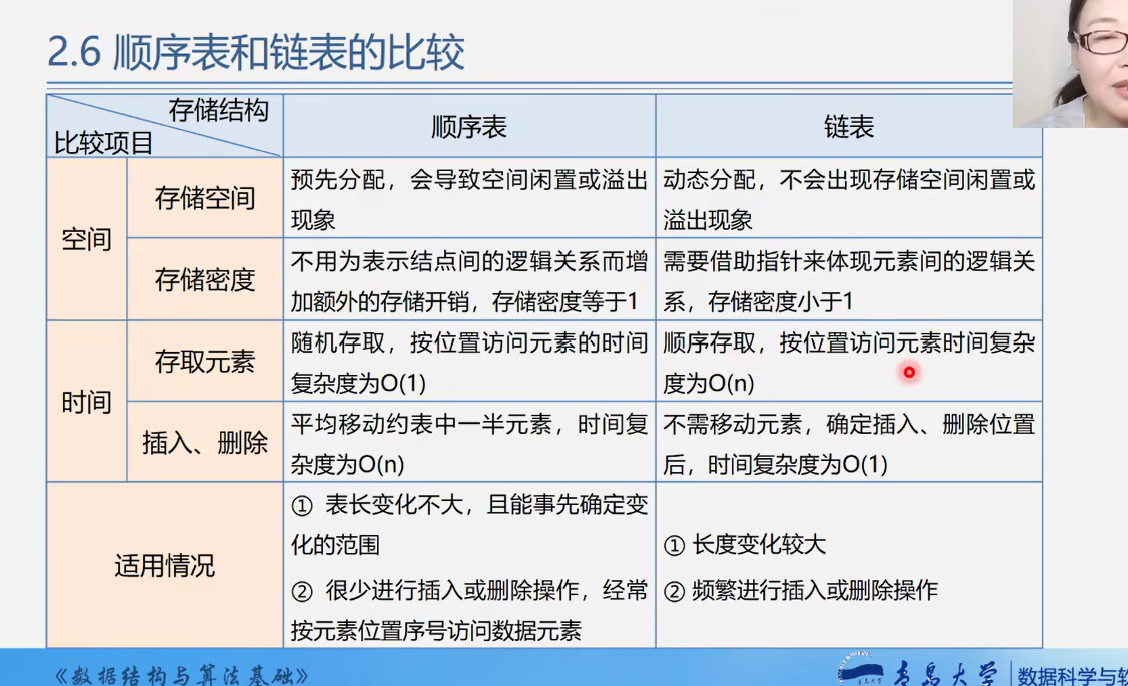 2.6 顺序表和链表的比较
存储结构
比较项目
顺序表
链表
空间
存储空间
预先分配，会导致空间闲置或溢出
现象
动态分配，不会出现存储空间闲置或
溢出现象
存储密度
不用为表示结点间的逻辑关系而增
加额外的存储开销，存储密度等于1
需要借助指针来体现元素间的逻辑关
系，存储密度小于1
时间
存取元素
随机存取，按位置访问元素的时间
复杂度为O(1)
顺序存取，按位置访问元素时间复杂
度为O(n)
插入、删除
平均移动约表中一半元素，时间复
杂度为O(n)
不需移动元素，确定插入、删除位置
后，时间复杂度为O(1)
适用情况
① 表长变化不大，且能事先确定变
化的范围
② 很少进行插入或删除操作，经常
按元素位置序号访问数据元素
① 长度变化较大
② 频繁进行插入或删除操作
《数据结构与算法基础》
青岛大学
数据科学与软